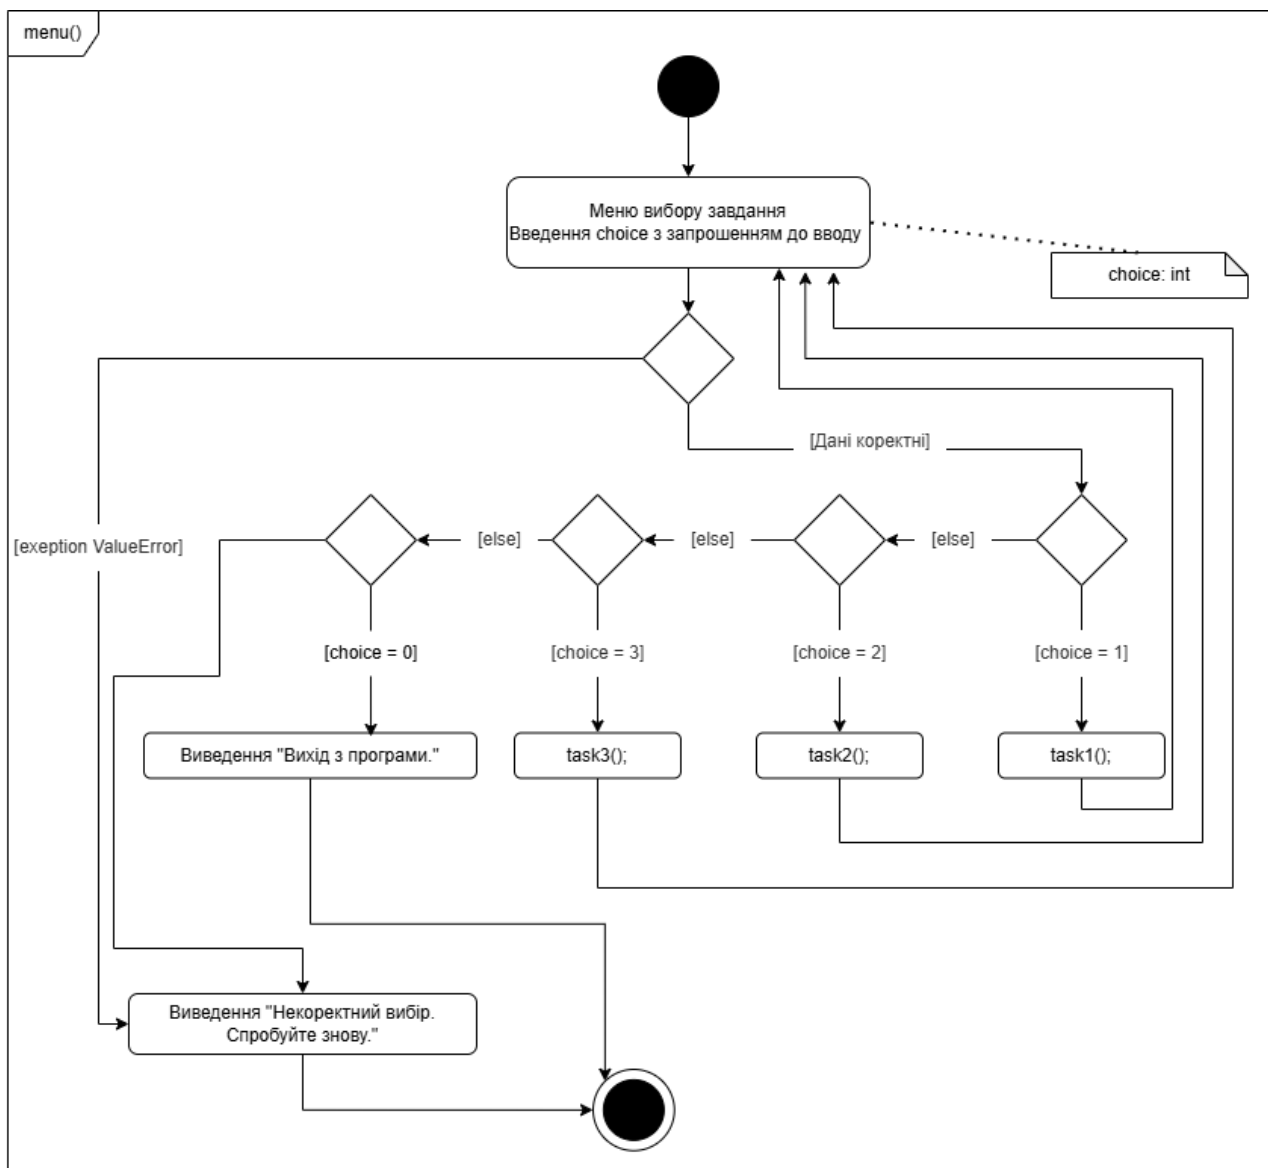 menu()
Меню вибору завдання
Введення choice з запрошенням до вводу
choice: int
[Дані коректні]
[exeption ValueError]
[else]
[else]
[else]
[choice = 0]
[choice = 3]
[choice = 2]
[choice = 1]
Виведення "Вихід з програми."
task3();
task2();
task1();
Виведення "Некоректний вибір.
Спробуйте знову."